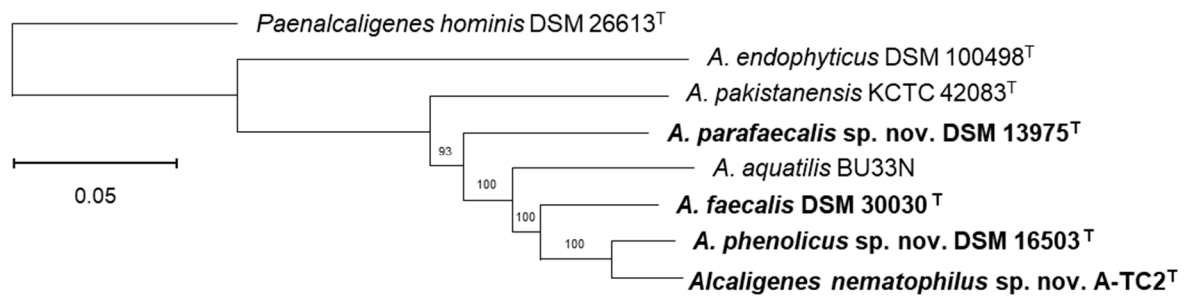 Paenalcaligenes hominis DSM 26613ᵀ
A. endophyticus DSM 100498ᵀ
A. pakistanensis KCTC 42083ᵀ
A. parafaecalis sp. nov. DSM 13975ᵀ
93
A. aquatilis BU33N
100
0.05
A. faecalis DSM 30030 ᵀ
100
A. phenolicus sp. nov. DSM 16503ᵀ
100
Alcaligenes nematophilus sp. nov. A-TC2ᵀ